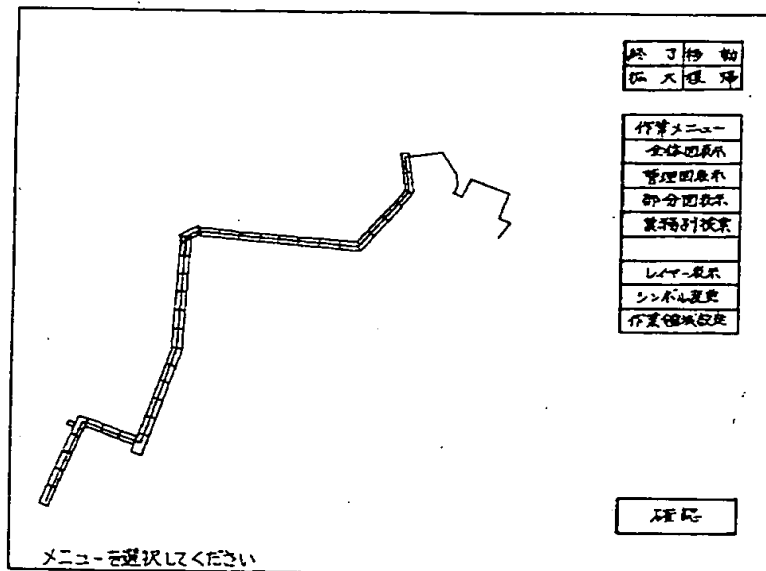 終了 移動
拡大 復帰
作業メニュー
全体図表示
管理図表示
部分図表示
業務別検索
レイヤー表示
シンボル変更
作業領域設定
確認
メニューを選択してください